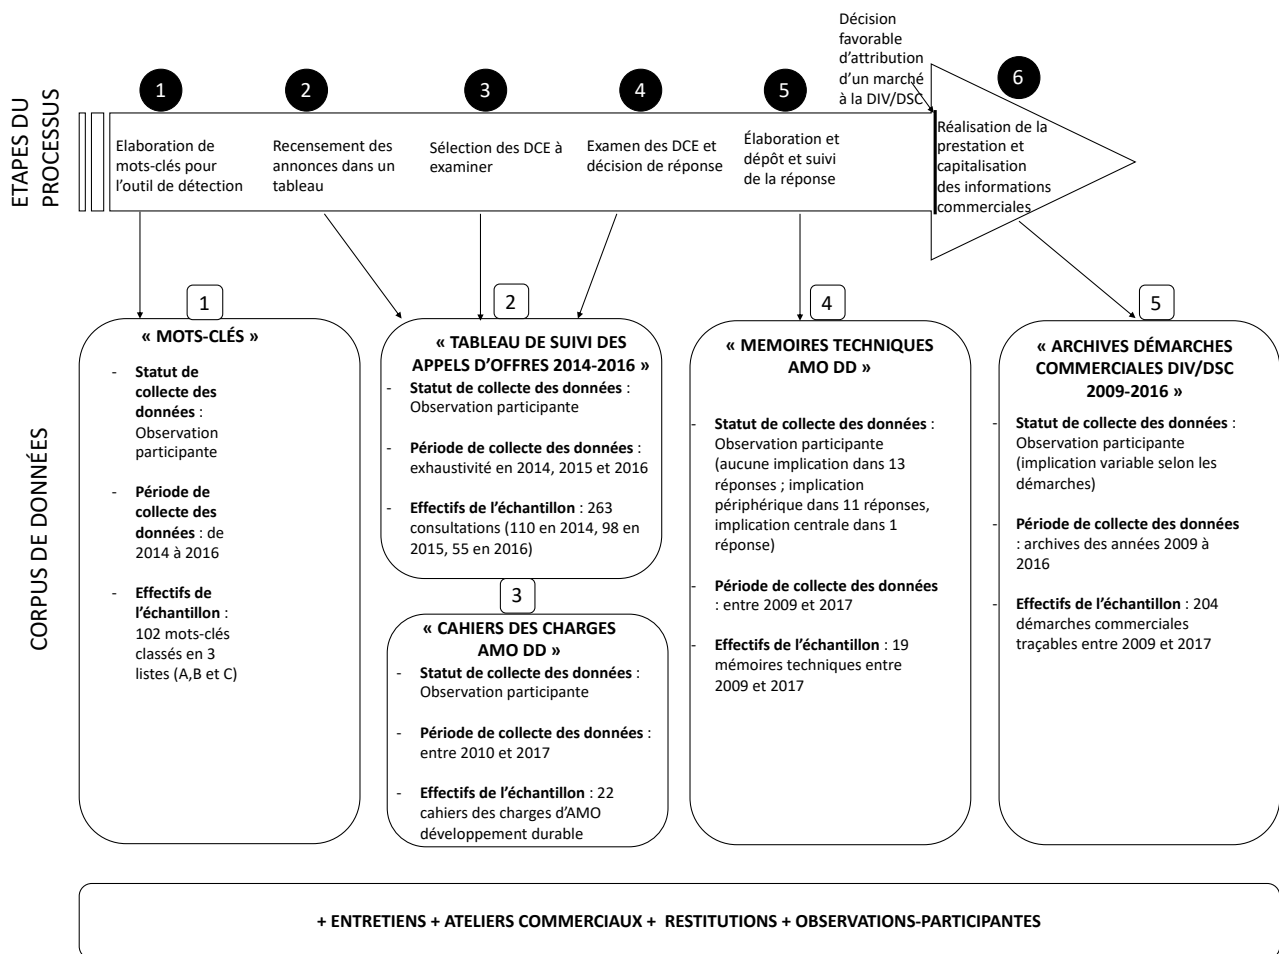 Décision
favorable
d'attribution
d'un marché
à la DIV/DSC
ETAPES DU
PROCESSUS
1
Elaboration de
mots-clés pour
l'outil de détection
2
Recensement des
annonces dans un
tableau
3
Sélection des DCE à
examiner
4
Examen des DCE et
décision de réponse
5
Élaboration et
dépôt et suivi
de la réponse
6
Réalisation de la
prestation et
capitalisation
des informations
commerciales
CORPUS DE DONNÉES
1
« MOTS-CLÉS »
- Statut de
collecte des
données :
Observation
participante
- Période de
collecte des
données : de
2014 à 2016
- Effectifs de
l'échantillon :
102 mots-clés
classés en 3
listes (A,B et C)
2
« TABLEAU DE SUIVI DES
APPELS D'OFFRES 2014-2016 »
- Statut de collecte des données :
Observation participante
- Période de collecte des données :
exhaustivité en 2014, 2015 et 2016
- Effectifs de l'échantillon : 263
consultations (110 en 2014, 98 en
2015, 55 en 2016)
3
« CAHIERS DES CHARGES
AMO DD »
- Statut de collecte des données :
Observation participante
- Période de collecte des données :
entre 2010 et 2017
- Effectifs de l'échantillon : 22
cahiers des charges d'AMO
développement durable
4
« MEMOIRES TECHNIQUES
AMO DD »
- Statut de collecte des données :
Observation participante
(aucune implication dans 13
réponses ; implication
périphérique dans 11 réponses,
implication centrale dans 1
réponse)
- Période de collecte des données
: entre 2009 et 2017
- Effectifs de l'échantillon : 19
mémoires techniques entre
2009 et 2017
5
« ARCHIVES DÉMARCHES
COMMERCIALES DIV/DSC
2009-2016 »
- Statut de collecte des données :
Observation participante
(implication variable selon les
démarches)
- Période de collecte des données
: archives des années 2009 à
2016
- Effectifs de l'échantillon : 204
démarches commerciales
traçables entre 2009 et 2017
+ ENTRETIENS + ATELIERS COMMERCIAUX + RESTITUTIONS + OBSERVATIONS-PARTICIPANTES